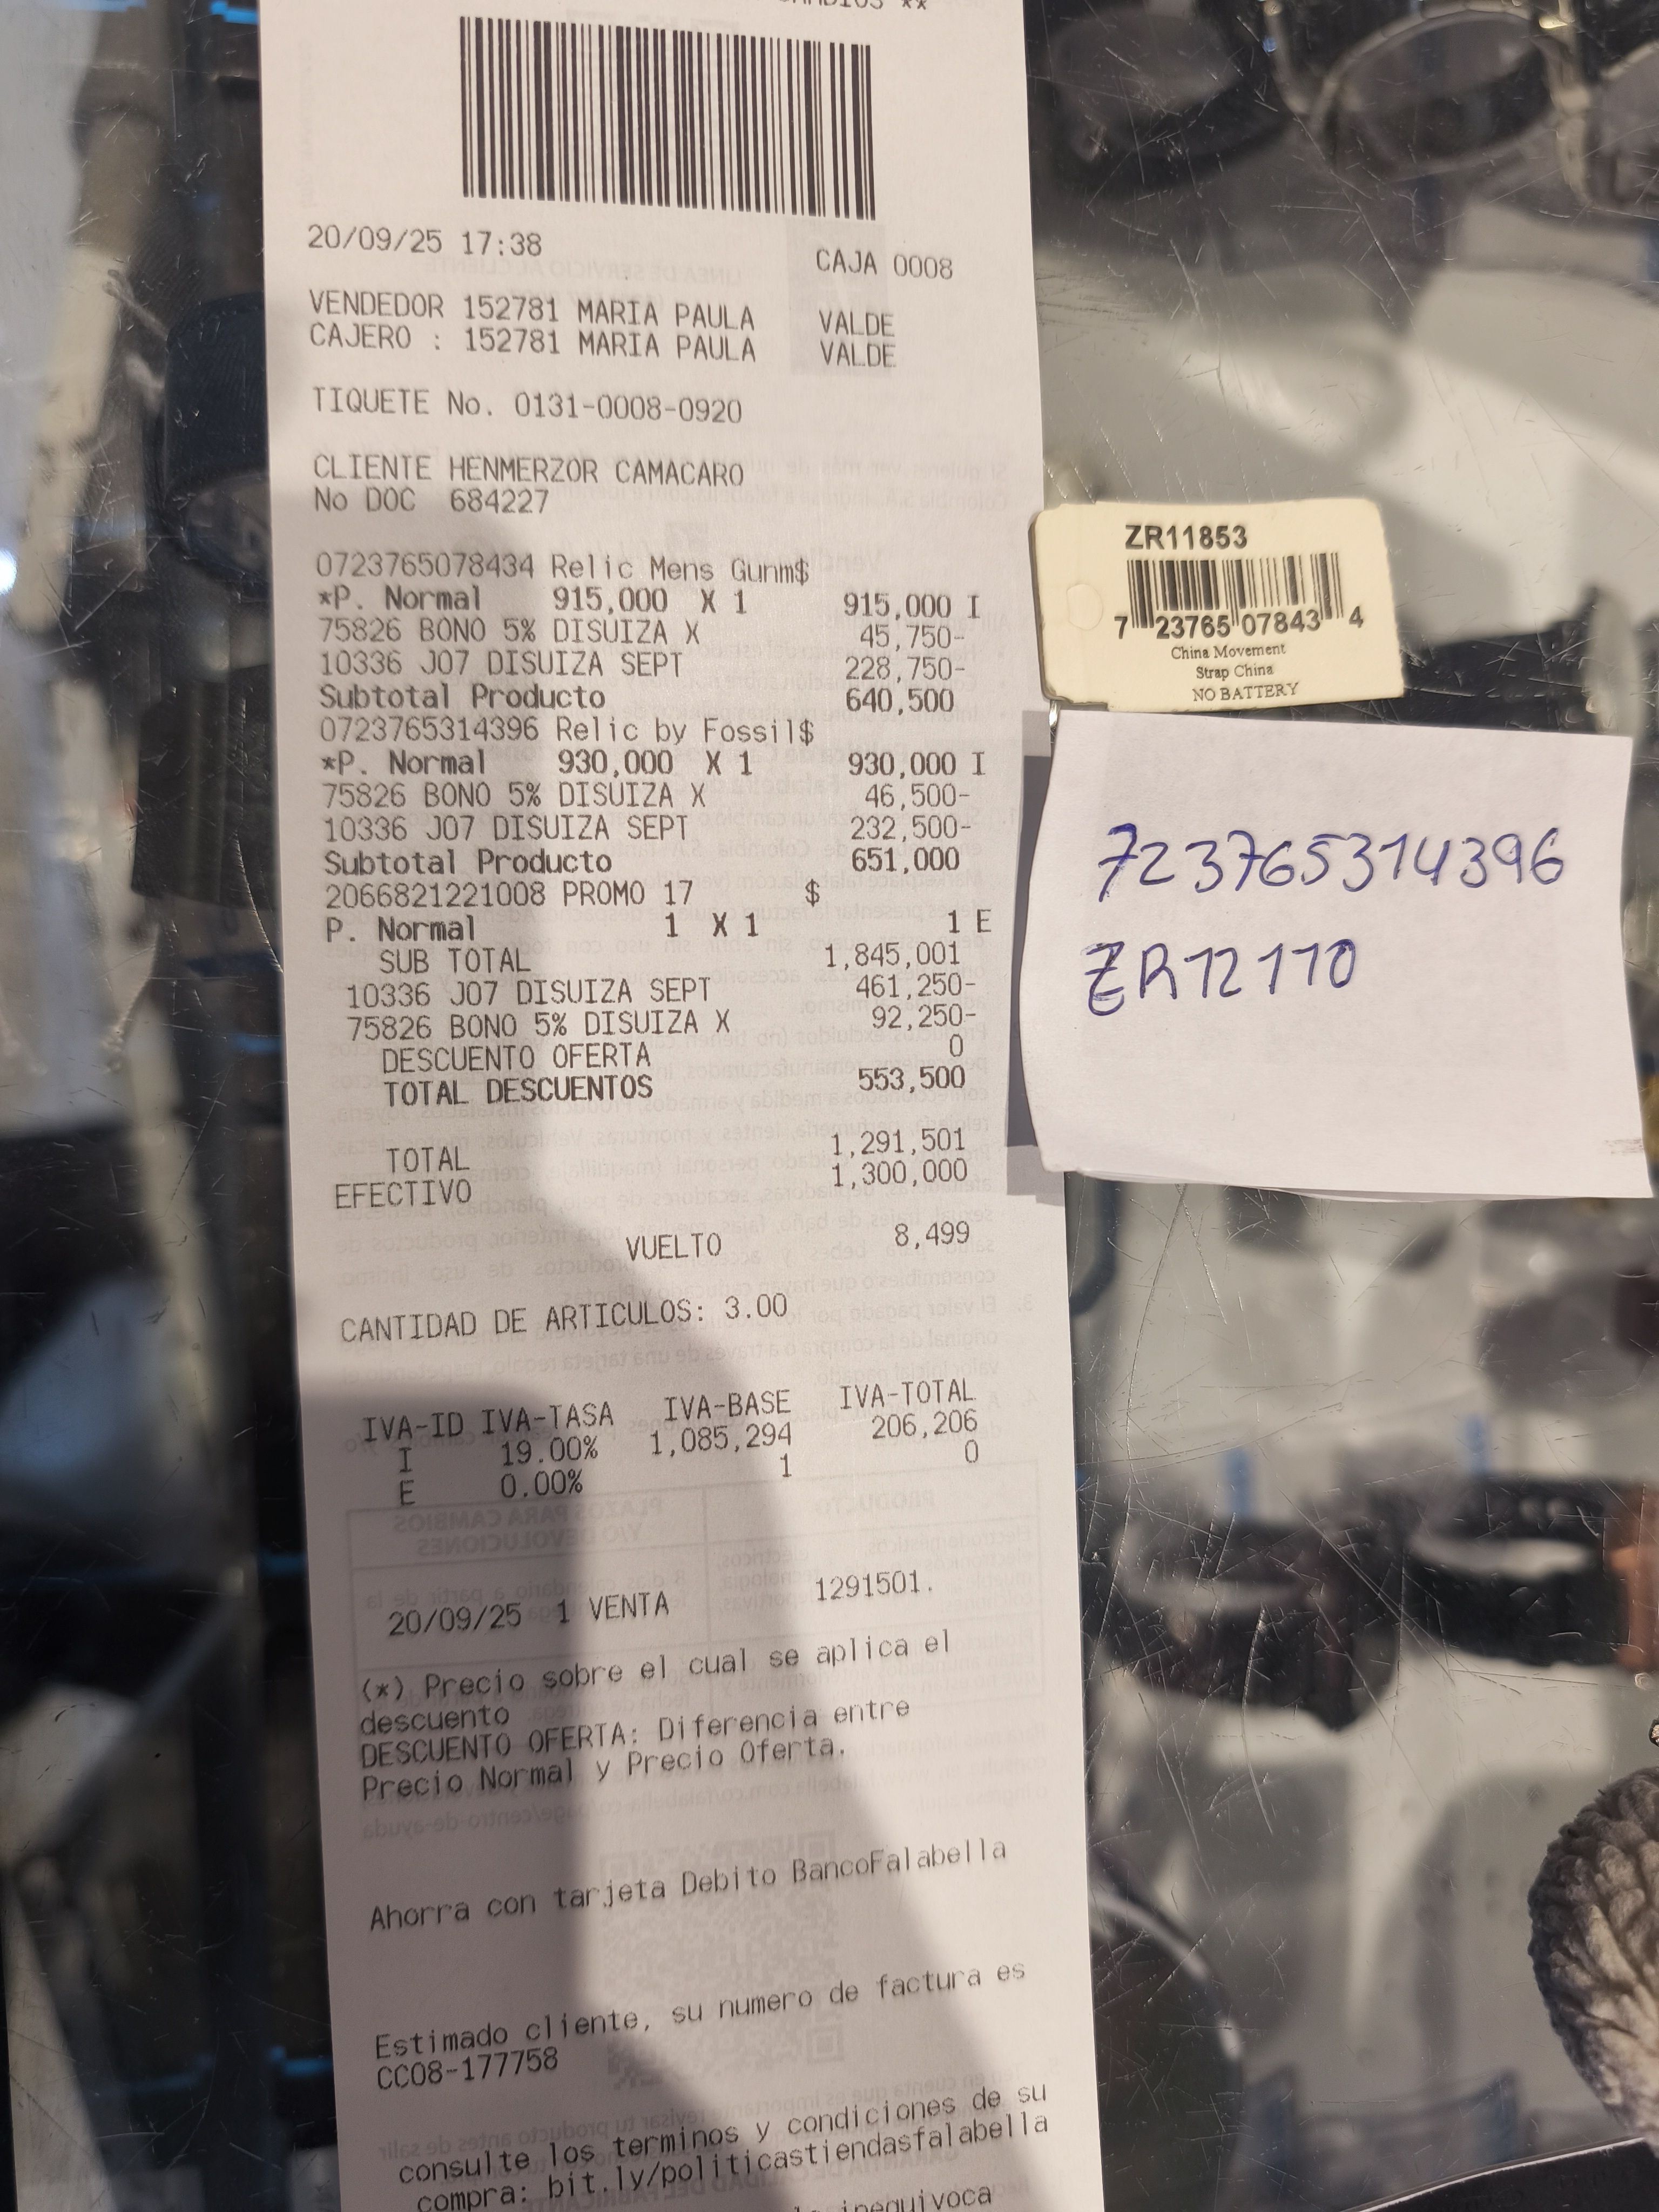 20/09/25 17:38 CAJA 0008
VENDEDOR 152781 MARIA PAULA VALDE
CAJERO : 152781 MARIA PAULA VALDE
TIQUETE No. 0131-0008-0920
CLIENTE HENMERZOR CAMACARO
No DOC 684227
0723765078434 Relic Mens Gunm$
*P. Normal 915,000 X 1 915,000 I
75826 BONO 5% DISUIZA X 45,750-
10336 J07 DISUIZA SEPT 228,750-
Subtotal Producto 640,500
0723765314396 Relic by Fossil$
*P. Normal 930,000 X 1 930,000 I
75826 BONO 5% DISUIZA X 46,500-
10336 J07 DISUIZA SEPT 232,500-
Subtotal Producto 651,000
2066821221008 PROMO 17 $
P. Normal 1 X 1 1 E
SUB TOTAL 1,845,001
10336 J07 DISUIZA SEPT 461,250-
75826 BONO 5% DISUIZA X 92,250-
DESCUENTO OFERTA 0
TOTAL DESCUENTOS 553,500
TOTAL 1,291,501
EFECTIVO 1,300,000
VUELTO 8,499
CANTIDAD DE ARTICULOS: 3.00
IVA-ID IVA-TASA IVA-BASE IVA-TOTAL
I 19.00% 1,085,294 206,206
E 0.00% 1 0
20/09/25 1 VENTA 1291501.
(*) Precio sobre el cual se aplica el
descuento
DESCUENTO OFERTA: Diferencia entre
Precio Normal y Precio Oferta.
Ahorra con tarjeta Debito BancoFalabella
Estimado cliente, su numero de factura es
CC08-177758
consulte los terminos y condiciones de su
compra: bit.ly/politicastiendasfalabella
inequivoca
ZR11853
7 23765 07843 4
China Movement
Strap China
NO BATTERY
723765314396
ZR12110